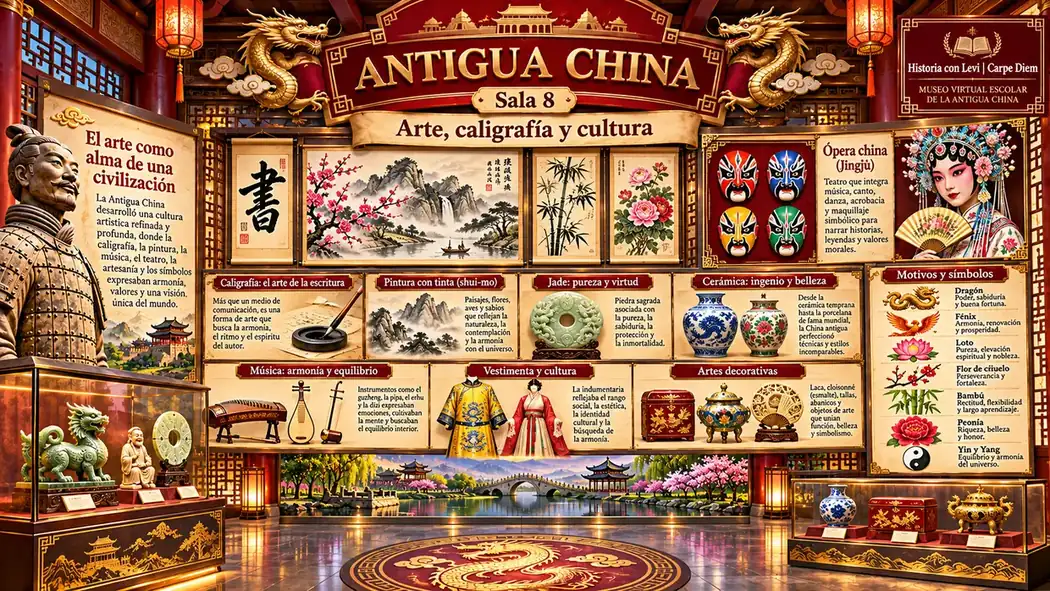 ANTIGUA CHINA
Sala 8
Arte, caligrafía y cultura
Historia con Levi | Carpe Diem
MUSEO VIRTUAL ESCOLAR
DE LA ANTIGUA CHINA
El arte como
alma de una
civilización
La Antigua China
desarrolló una cultura
artística refinada y
profunda, donde la
caligrafía, la pintura, la
música, el teatro, la
artesanía y los símbolos
expresaban armonía,
valores y una visión
única del mundo.
書
Ópera china
(Jingjù)
Teatro que integra
música, canto,
danza, acrobacia
y maquillaje
simbólico para
narrar historias,
leyendas y valores
morales.
Caligrafía: el arte de la escritura
Más que un medio de
comunicación, es una
forma de arte que
busca la armonía,
el ritmo y el espíritu
del autor.
Pintura con tinta (shui-mo)
Paisajes, flores,
aves y sabios
que reflejan la
naturaleza, la
contemplación
y la armonía
con el universo.
Jade: pureza y virtud
Piedra sagrada
asociada con
la pureza, la
sabiduría, la
protección y
la inmortalidad.
Cerámica: ingenio y belleza
Desde la
cerámica temprana
hasta la porcelana
de fama mundial,
la China antigua
perfeccionó
técnicas y estilos
incomparables.
Música: armonía y equilibrio
Instrumentos como el
guzheng, la pipa, el erhu
y la dizi expresaban
emociones, cultivaban
la mente y buscaban
el equilibrio interior.
Vestimenta y cultura
La indumentaria
reflejaba el rango
social, la estética,
la identidad
cultural y la
búsqueda de
la armonía.
Artes decorativas
Laca, cloisonné
(esmalte), tallas,
abanicos y
objetos de arte
que unían
función, belleza
y simbolismo.
Motivos y símbolos
Dragón
Poder, sabiduría
y buena fortuna.
Fénix
Armonía, renovación
y prosperidad.
Loto
Pureza, elevación
espiritual y nobleza.
Flor de
Perseverancia y
fortaleza.
Bambú
Rectitud, flexibilidad
y largo aprendizaje.
Peonía
Riqueza, belleza
y honor.
Yin y Yang
Equilibrio y armonía
del universo.